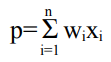 n
p=Σ wᵢxᵢ
i=1